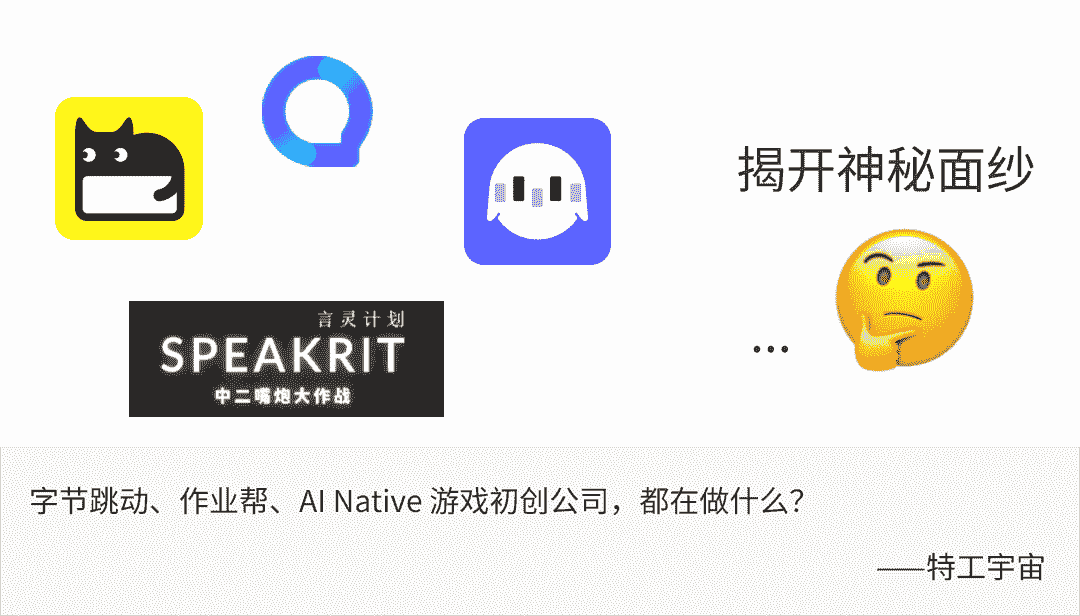 揭开神秘面纱
言灵计划
SPEAKRIT
中二嘴炮大作战
...
字节跳动、作业帮、AI Native 游戏初创公司，都在做什么？
——特工宇宙